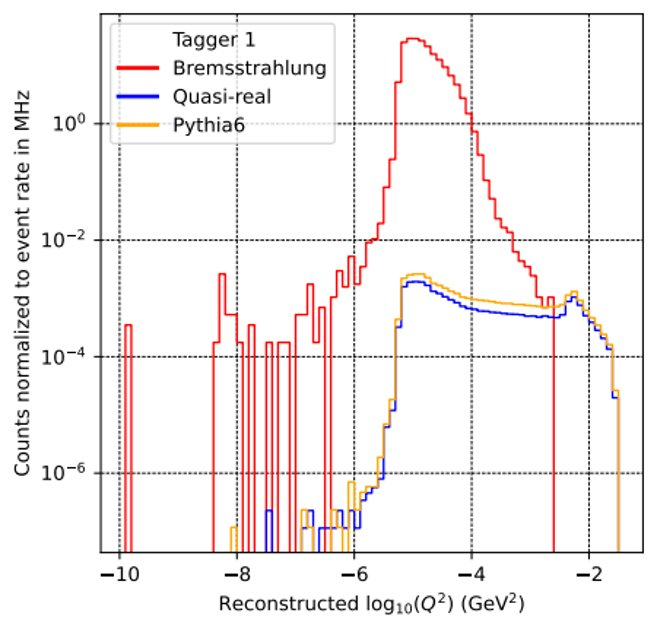 Tagger 1
Bremsstrahlung
Quasi-real
Pythia6
Counts normalized to event rate in MHz
10⁰
10⁻²
10⁻⁴
10⁻⁶
−10 −8 −6 −4 −2
Reconstructed log₁₀(Q²) (GeV²)